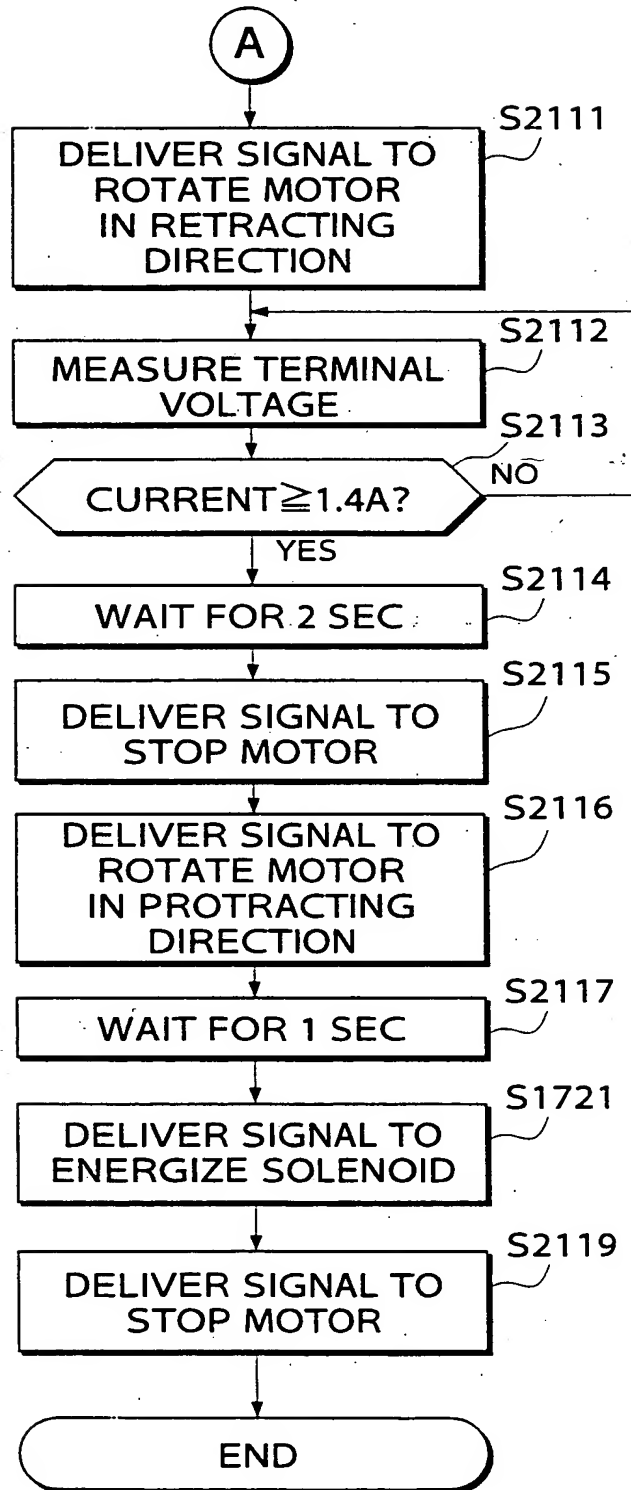 A
S2111
DELIVER SIGNAL TO
ROTATE MOTOR
IN RETRACTING
DIRECTION
S2112
MEASURE TERMINAL
VOLTAGE
S2113
CURRENT≧1.4A?
NO
YES
S2114
WAIT FOR 2 SEC
S2115
DELIVER SIGNAL TO
STOP MOTOR
S2116
DELIVER SIGNAL TO
ROTATE MOTOR
IN PROTRACTING
DIRECTION
S2117
WAIT FOR 1 SEC
S1721
DELIVER SIGNAL TO
ENERGIZE SOLENOID
S2119
DELIVER SIGNAL TO
STOP MOTOR
END